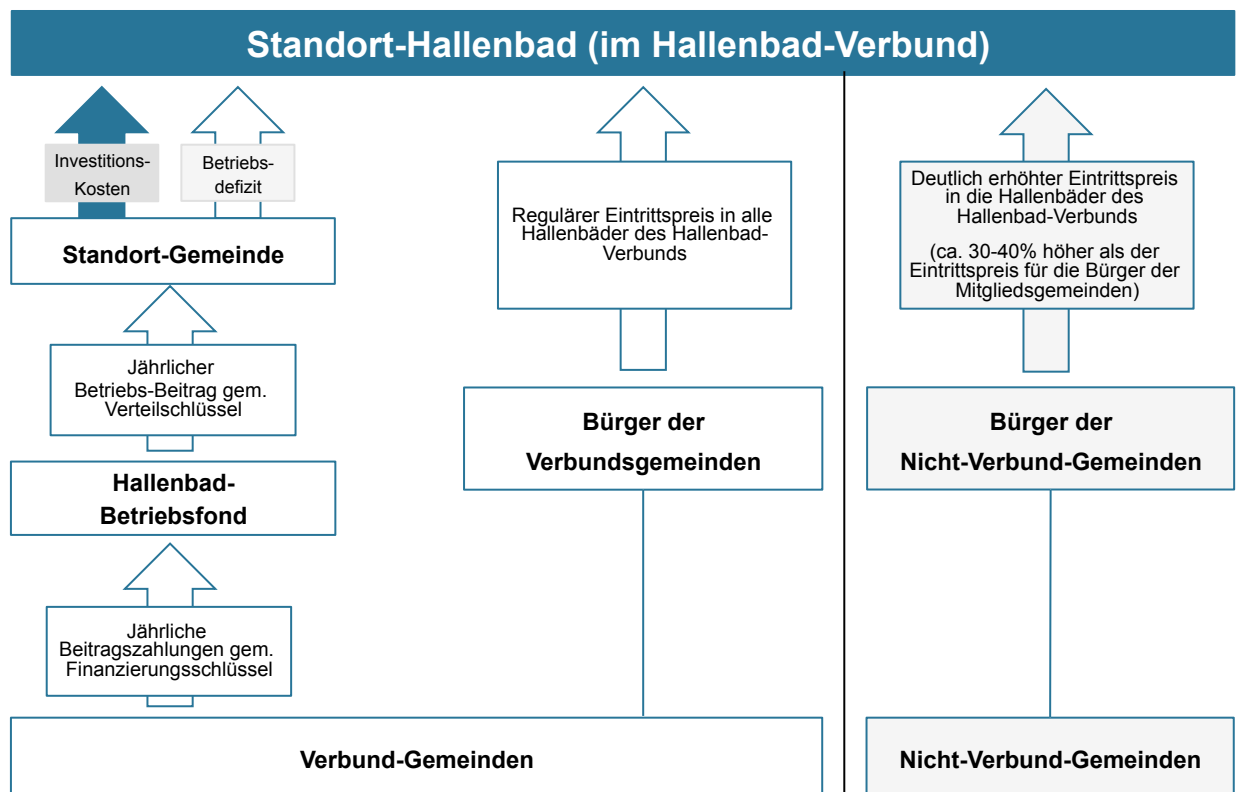 Standort-Hallenbad (im Hallenbad-Verbund)
Investitions-
Kosten
Betriebs-
defizit
Standort-Gemeinde
Jährlicher
Betriebs-Beitrag gem.
Verteilschlüssel
Hallenbad-
Betriebsfond
Jährliche
Beitragszahlungen gem.
Finanzierungsschlüssel
Regulärer Eintrittspreis in alle
Hallenbäder des Hallenbad-
Verbunds
Bürger der
Verbundsgemeinden
Verbund-Gemeinden
Deutlich erhöhter Eintrittspreis
in die Hallenbäder des
Hallenbad-Verbunds
(ca. 30-40% höher als der
Eintrittspreis für die Bürger der
Mitgliedsgemeinden)
Bürger der
Nicht-Verbund-Gemeinden
Nicht-Verbund-Gemeinden